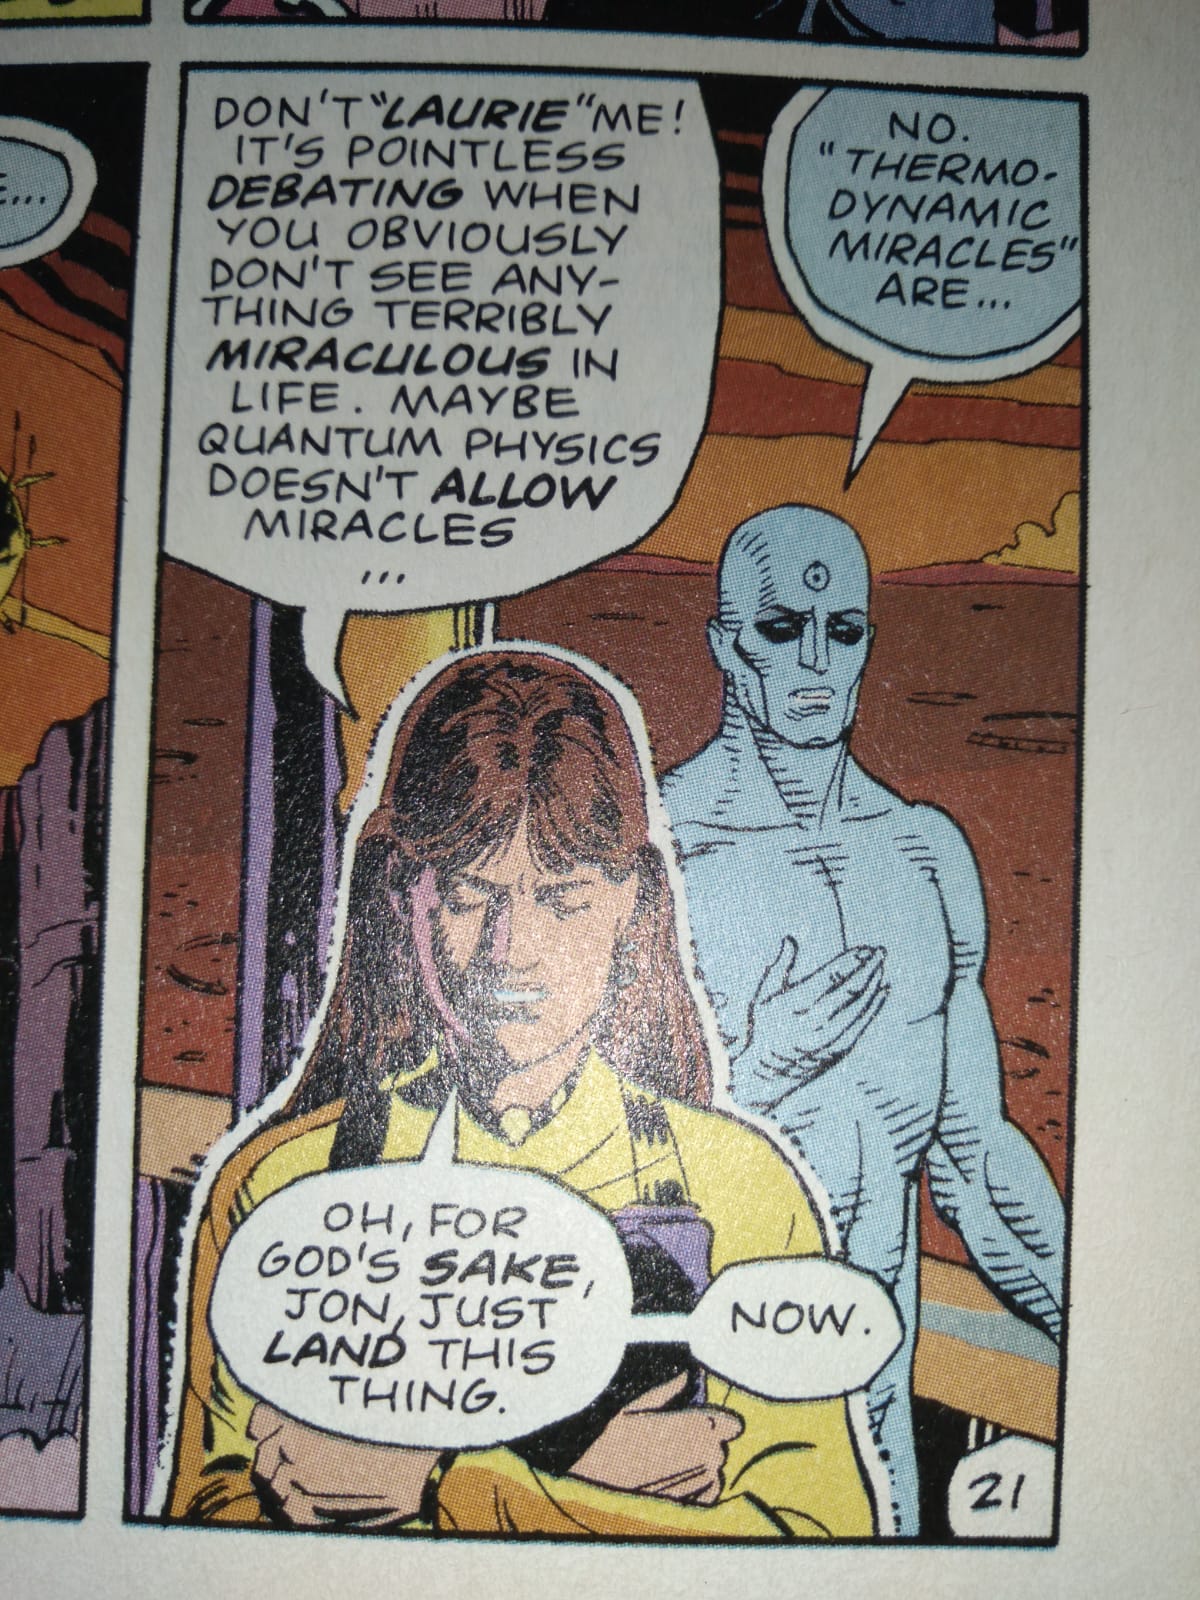 E...
DON'T "LAURIE" ME!
IT'S POINTLESS
DEBATING WHEN
YOU OBVIOUSLY
DON'T SEE ANY-
THING TERRIBLY
MIRACULOUS IN
LIFE. MAYBE
QUANTUM PHYSICS
DOESN'T ALLOW
MIRACLES
...
NO.
"THERMO-
DYNAMIC
MIRACLES"
ARE...
OH, FOR
GOD'S SAKE,
JON, JUST
LAND THIS
THING.
NOW.
21